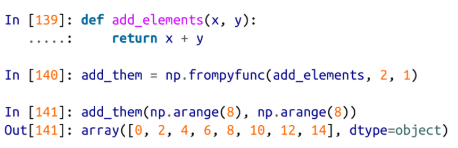 In [139]: def add_elements(x, y):
.....: return x + y
In [140]: add_them = np.frompyfunc(add_elements, 2, 1)
In [141]: add_them(np.arange(8), np.arange(8))
Out[141]: array([0, 2, 4, 6, 8, 10, 12, 14], dtype=object)